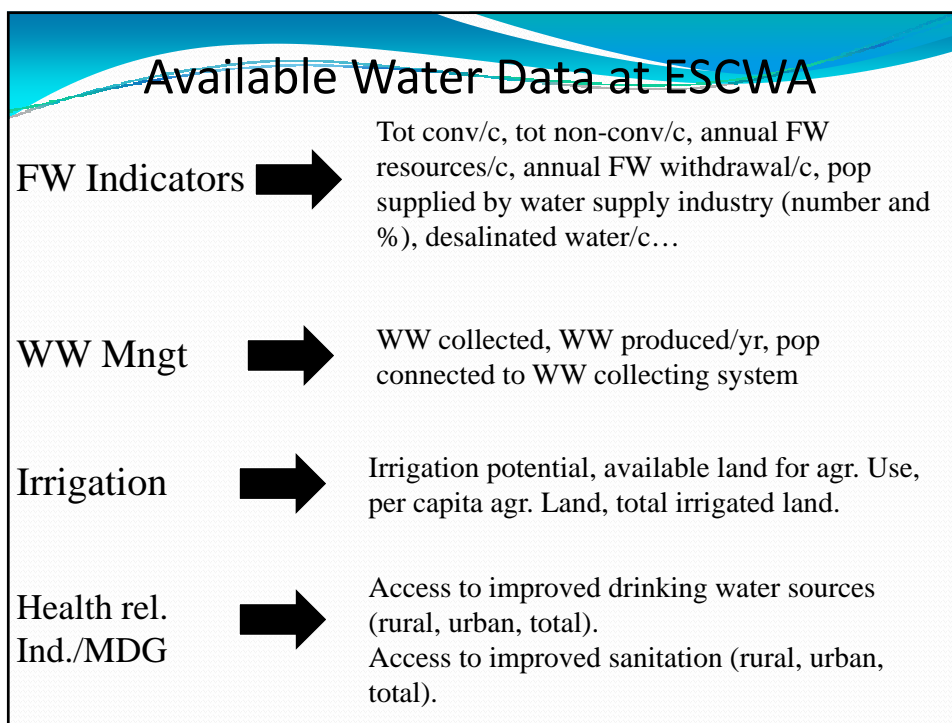 Available Water Data at ESCWA
FW Indicators
Tot conv/c, tot non-conv/c, annual FW
resources/c, annual FW withdrawal/c, pop
supplied by water supply industry (number and
%), desalinated water/c…
WW Mngt
WW collected, WW produced/yr, pop
connected to WW collecting system
Irrigation
Irrigation potential, available land for agr. Use,
per capita agr. Land, total irrigated land.
Health rel.
Ind./MDG
Access to improved drinking water sources
(rural, urban, total).
Access to improved sanitation (rural, urban,
total).